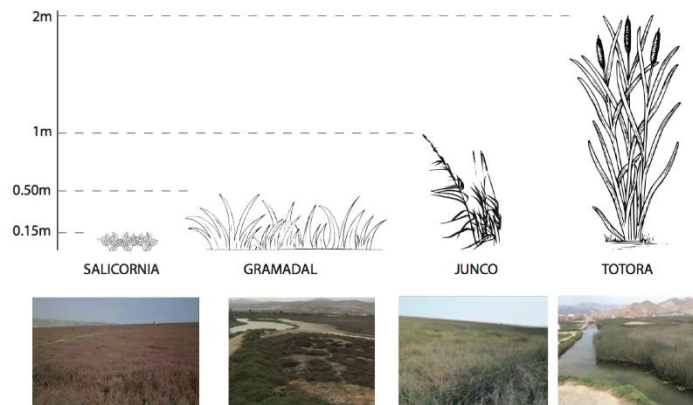 2m
1m
0.50m
0.15m
SALICORNIA GRAMADAL JUNCO TOTORA